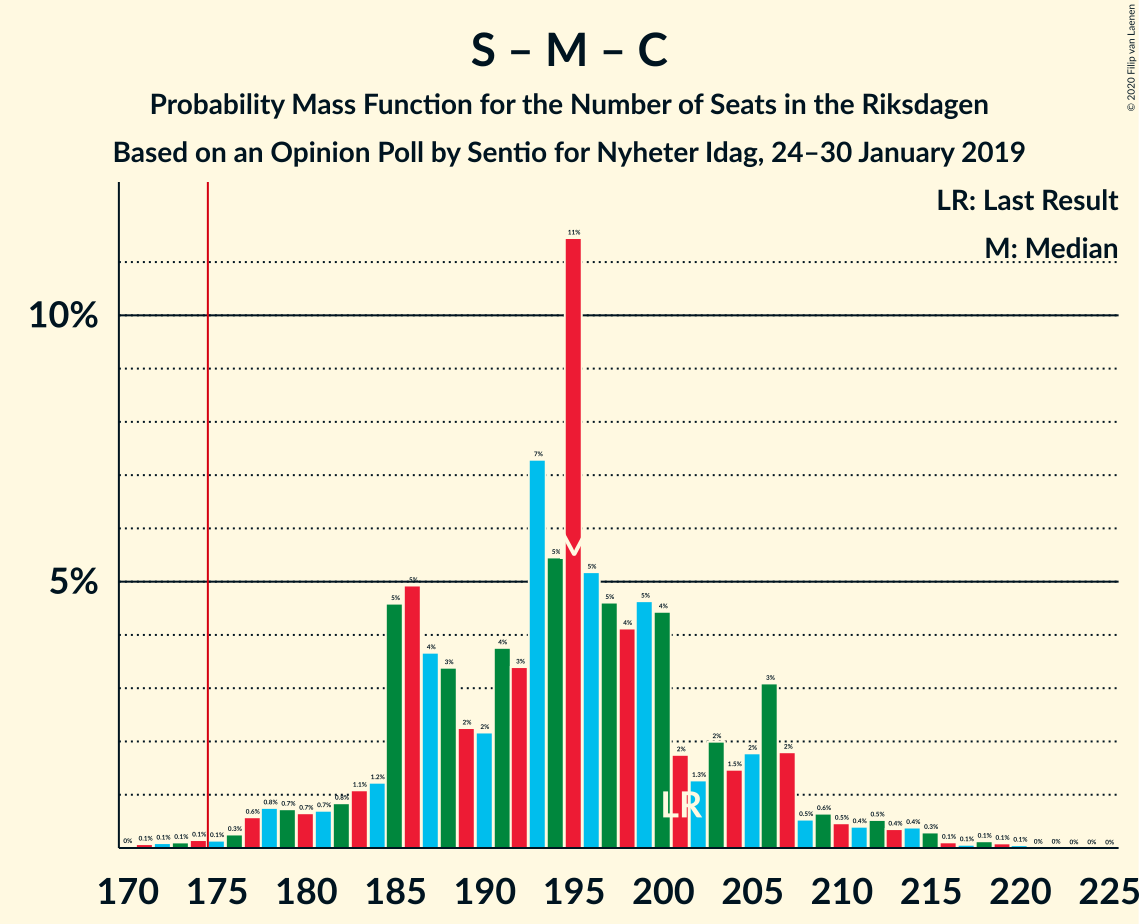 S – M – C
Probability Mass Function for the Number of Seats in the Riksdagen
Based on an Opinion Poll by Sentio for Nyheter Idag, 24–30 January 2019
© 2020 Filip van Laenen
LR: Last Result
M: Median
10%
5%
0% 0.1% 0.1% 0.1% 0.1% 0.1% 0.3% 0.6% 0.8% 0.7% 0.7% 0.7% 0.8% 1.1% 1.2% 5% 5% 4% 3% 2% 2% 4% 3% 7% 5% 11% 5% 5% 4% 5% 4% 2% 1.3% 2% 1.5% 2% 3% 2% 0.5% 0.6% 0.5% 0.4% 0.5% 0.4% 0.4% 0.3% 0.1% 0.1% 0.1% 0.1% 0.1% 0% 0% 0% 0% 0%
M
LR
170 175 180 185 190 195 200 205 210 215 220 225